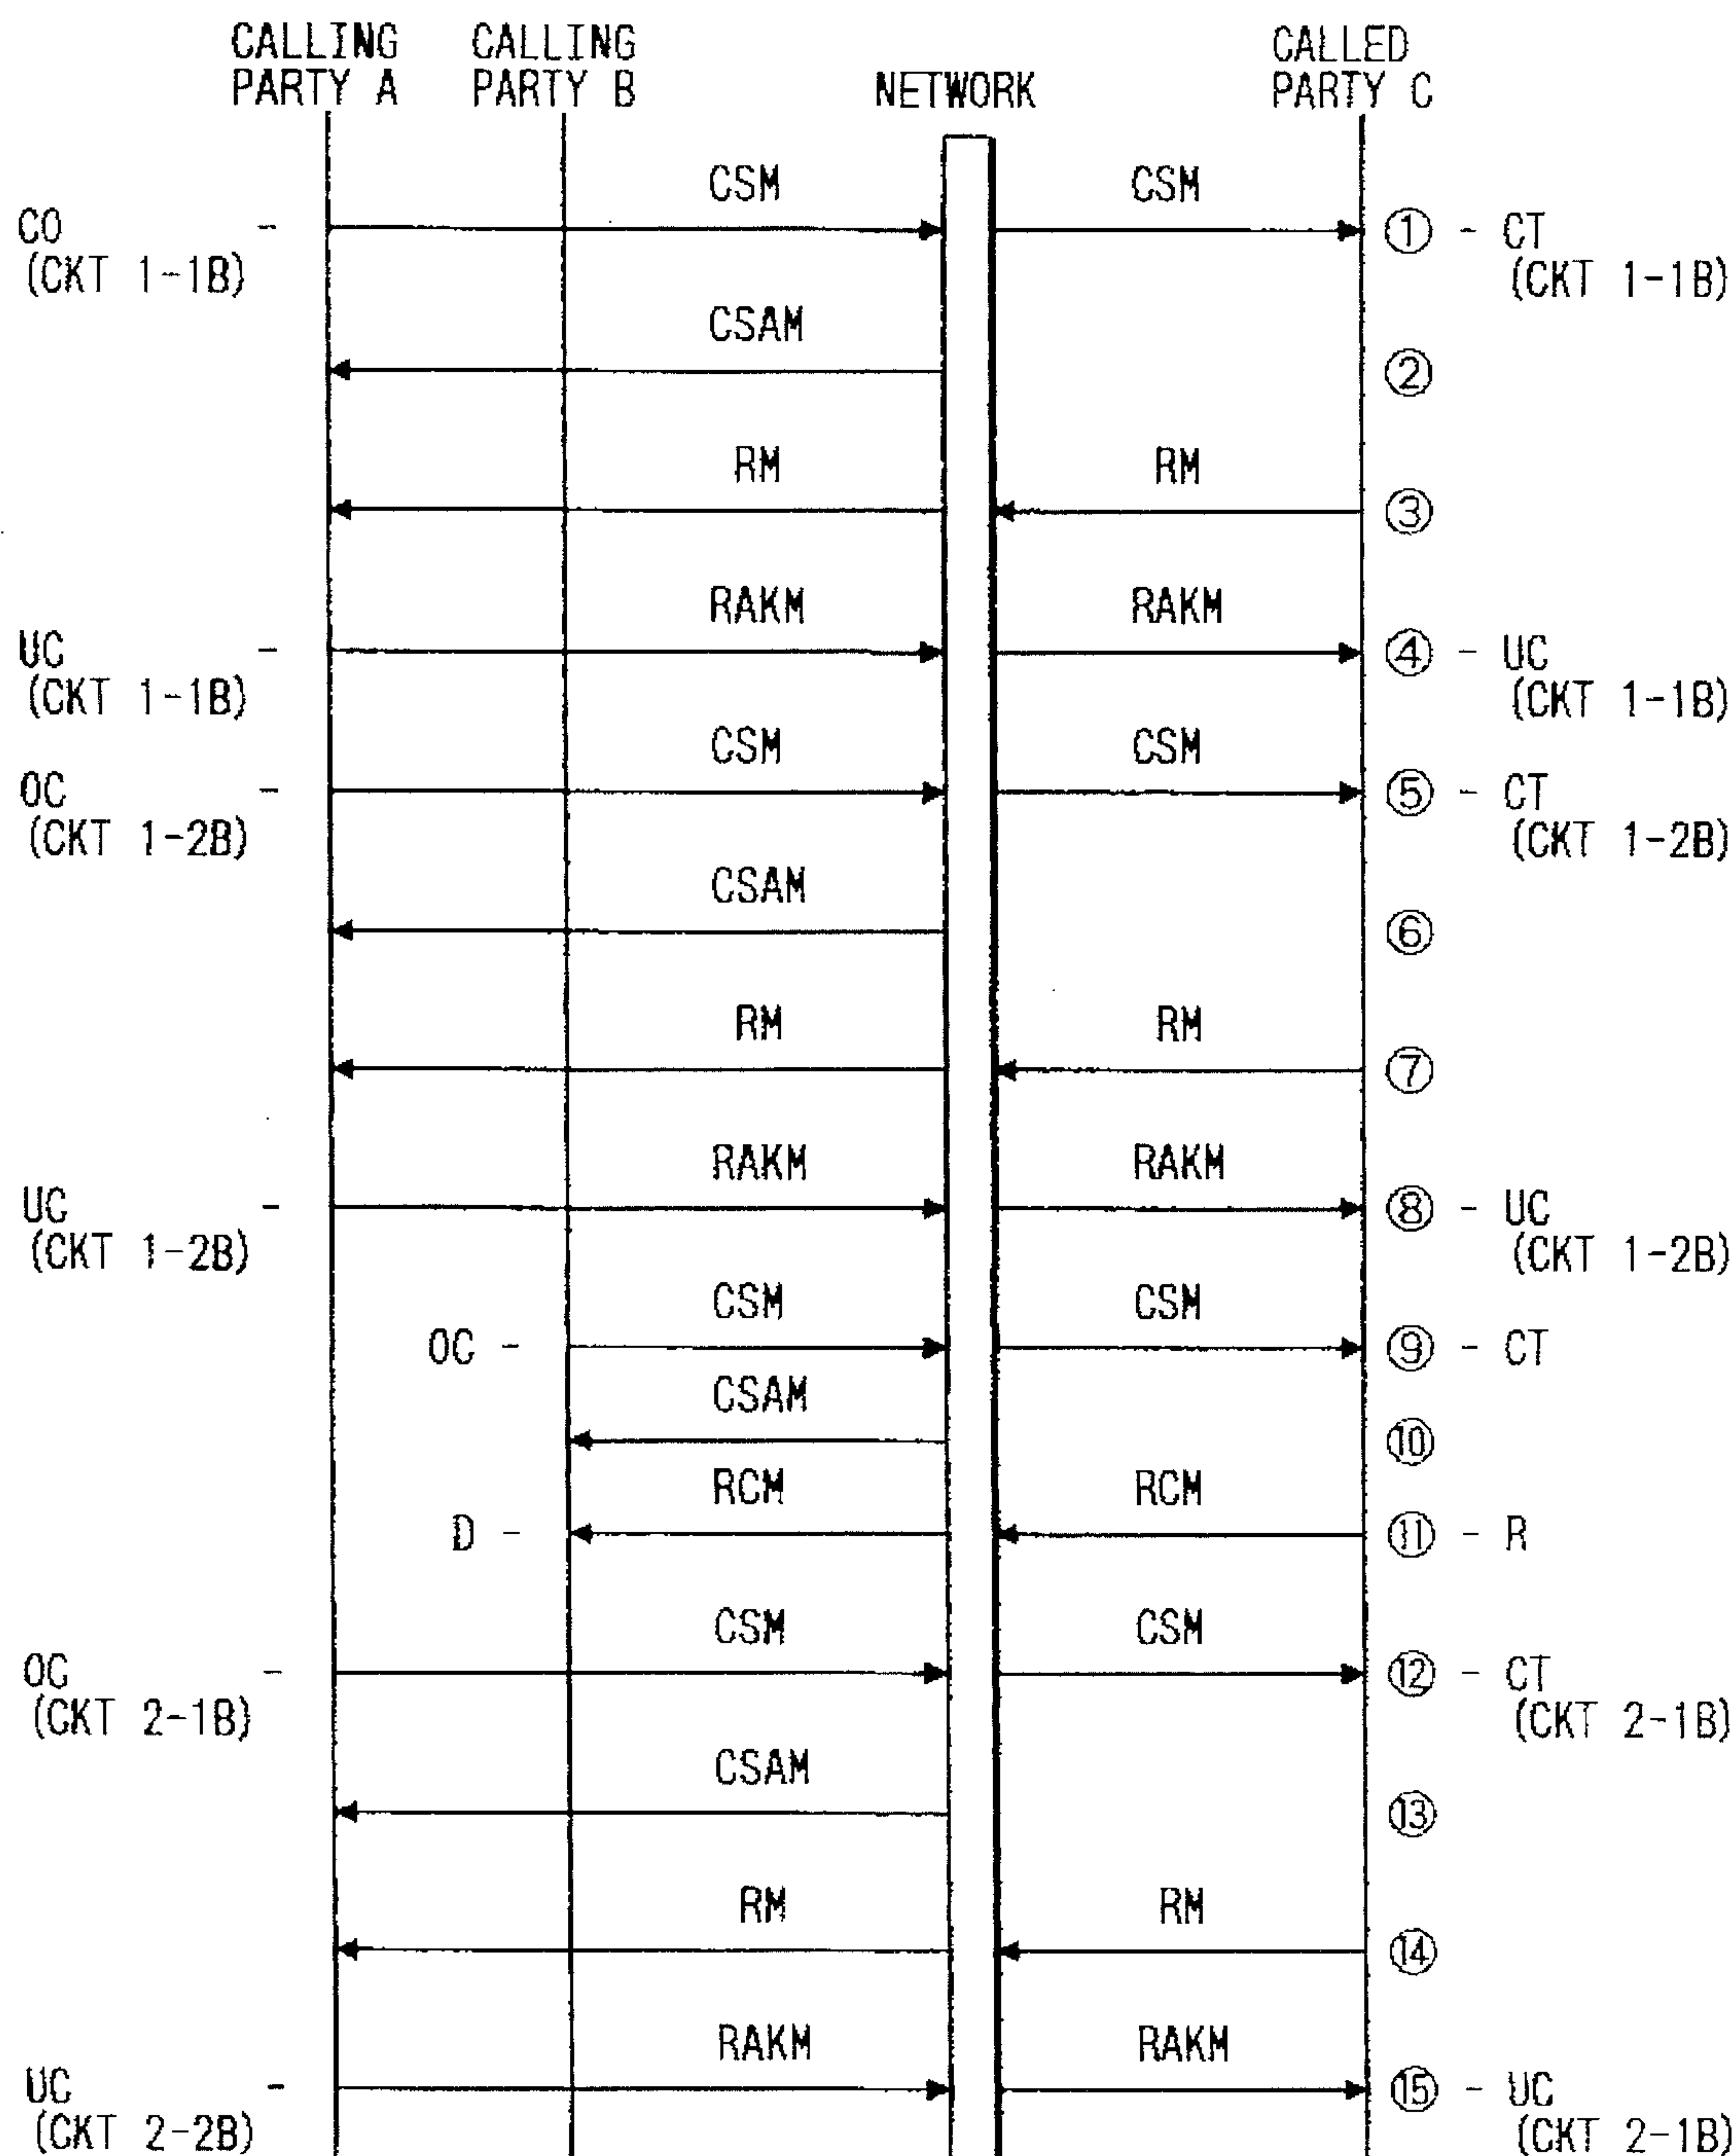 CALLING PARTY A
CALLING PARTY B
NETWORK
CALLED PARTY C
CSM CSM
CO - ① - CT
(CKT 1-1B) (CKT 1-1B)
CSAM
②
RM RM
③
RAKM RAKM
UC - ④ - UC
(CKT 1-1B) (CKT 1-1B)
CSM CSM
OC - ⑤ - CT
(CKT 1-2B) (CKT 1-2B)
CSAM
⑥
RM RM
⑦
RAKM RAKM
UC - ⑧ - UC
(CKT 1-2B) (CKT 1-2B)
CSM CSM
OC - ⑨ - CT
CSAM
⑩
RCM RCM
D - ⑪ - R
CSM CSM
OC - ⑫ - CT
(CKT 2-1B) (CKT 2-1B)
CSAM
⑬
RM RM
⑭
RAKM RAKM
UC - ⑮ - UC
(CKT 2-2B) (CKT 2-1B)